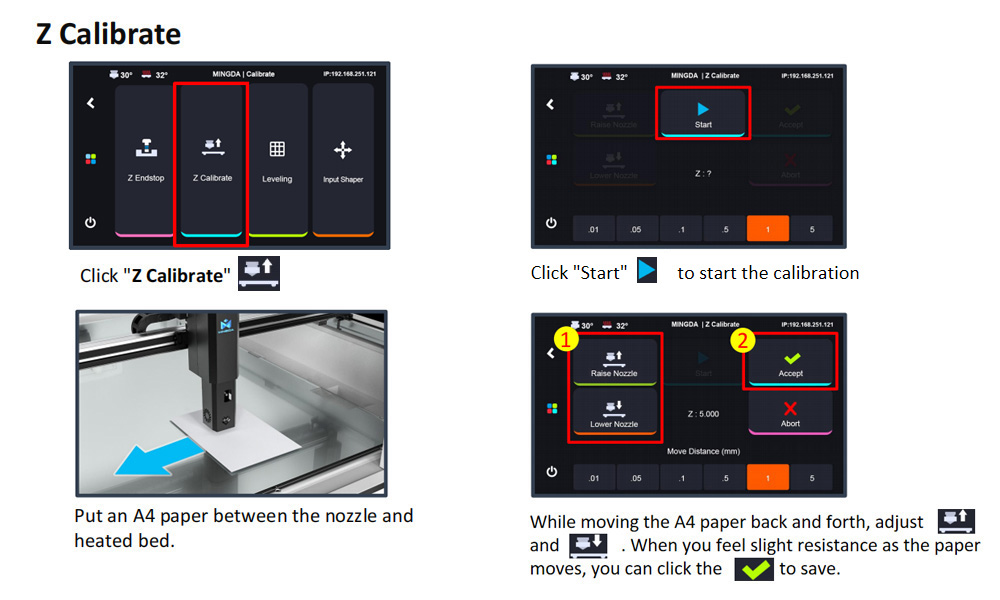 Z Calibrate
30° 32° MINGDA | Calibrate IP:192.168.251.121
Z Endstop Z Calibrate Leveling Input Shaper
Click "Z Calibrate"
30° 32° MINGDA | Z Calibrate IP:192.168.251.121
Raise Nozzle Start Accept
Lower Nozzle Z : ? Abort
.01 .05 .1 .5 1 5
Click "Start" to start the calibration
Put an A4 paper between the nozzle and
heated bed.
30° 32° MINGDA | Z Calibrate IP:192.168.251.121
1 2
Raise Nozzle Start Accept
Lower Nozzle Z : 5.000 Abort
Move Distance (mm)
.01 .05 .1 .5 1 5
While moving the A4 paper back and forth, adjust
and . When you feel slight resistance as the paper
moves, you can click the to save.